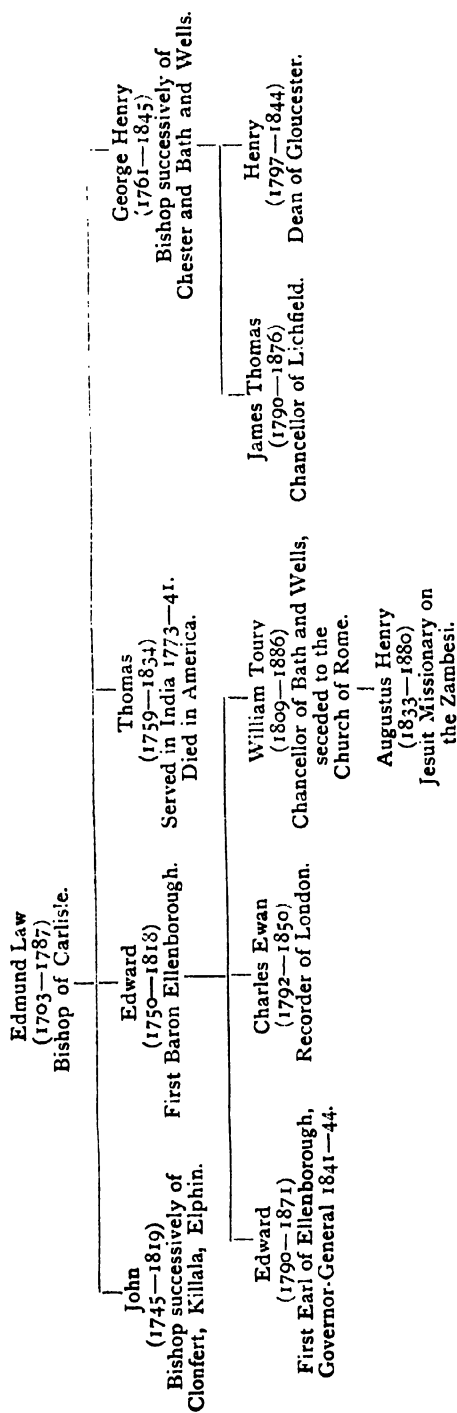 Edmund Law
(1703—1787)
Bishop of Carlisle.
John
(1745—1819)
Bishop successively of
Clonfert, Killala, Elphin.
Edward
(1750—1818)
First Baron Ellenborough.
Thomas
(1759—1834)
Served in India 1773—41.
Died in America.
George Henry
(1761—1845)
Bishop successively of
Chester and Bath and Wells.
Edward
(1790—1871)
First Earl of Ellenborough,
Governor-General 1841—44.
Charles Ewan
(1792—1850)
Recorder of London.
William Toury
(1809—1886)
Chancellor of Bath and Wells,
seceded to the
Church of Rome.
James Thomas
(1790—1876)
Chancellor of Lichfield.
Henry
(1797—1844)
Dean of Gloucester.
Augustus Henry
(1833—1880)
Jesuit Missionary on
the Zambesi.